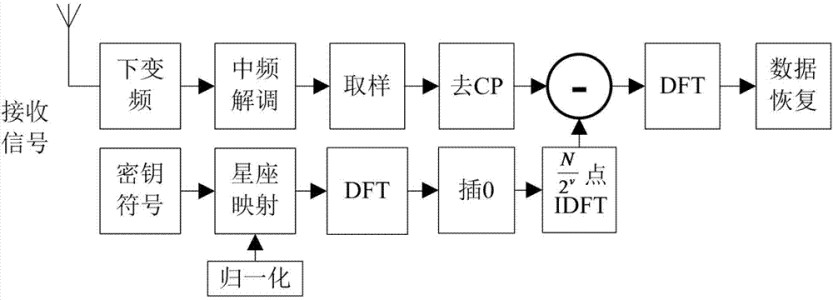 接收
信号
下变
频
中频
解调
取样
去CP
-
DFT
数据
恢复
密钥
符号
星座
映射
DFT
插0
N/2^v 点
IDFT
归一化